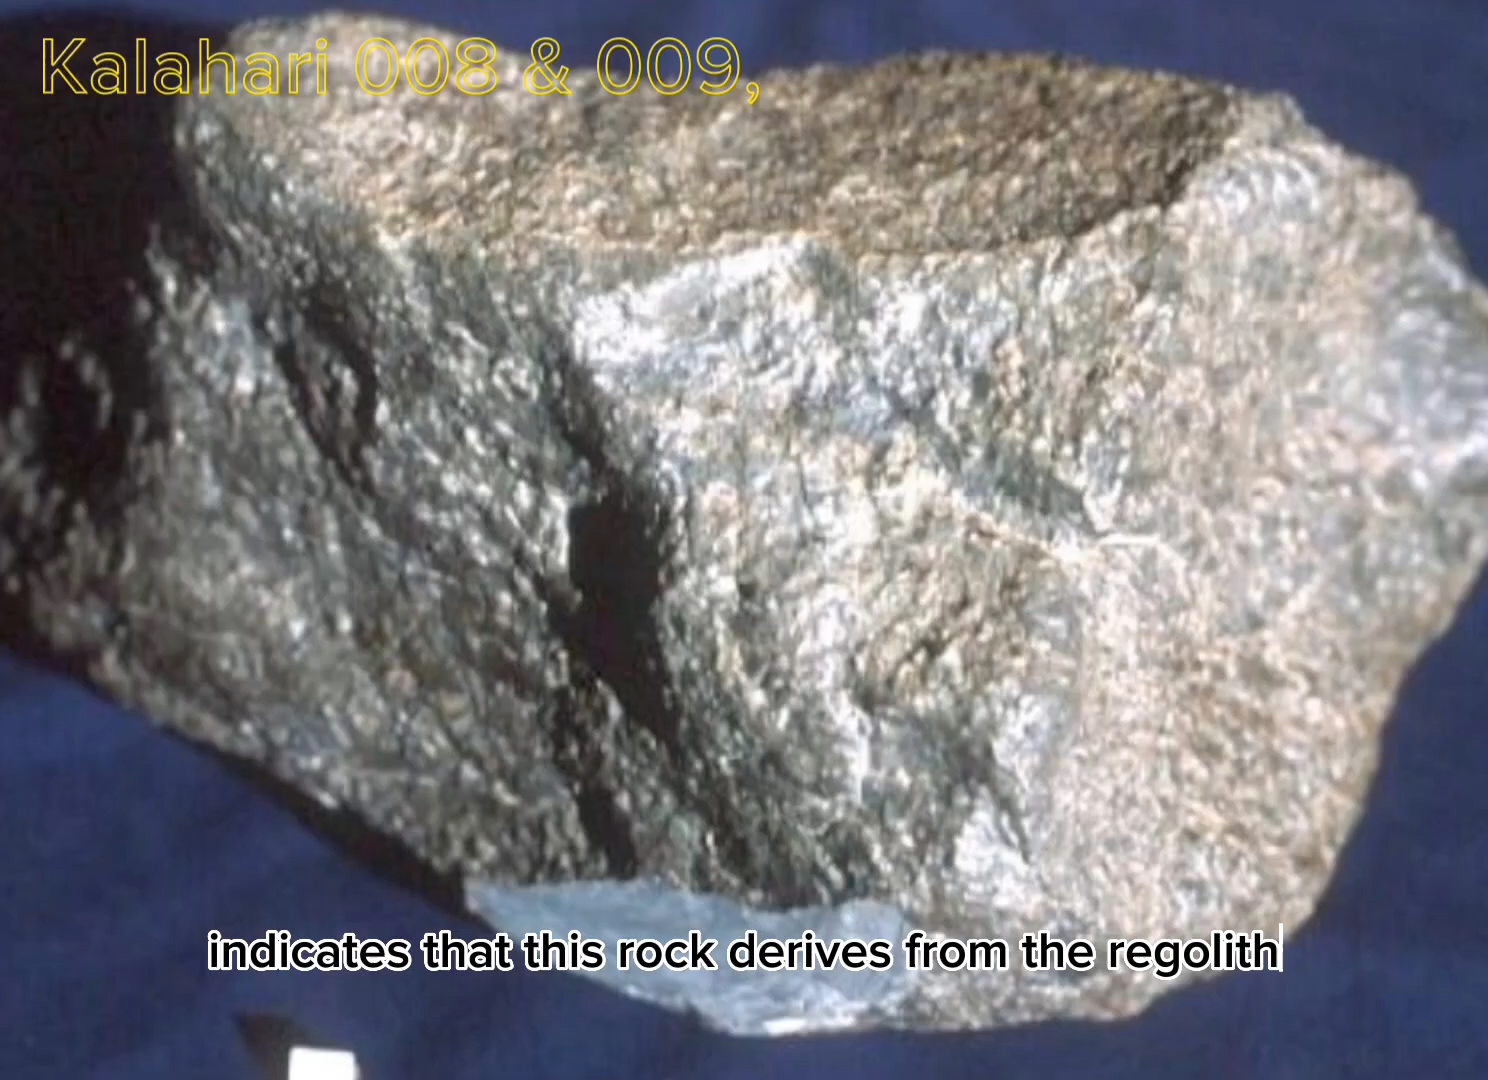 Kalahari 008 & 009,
indicates that this rock derives from the regolith